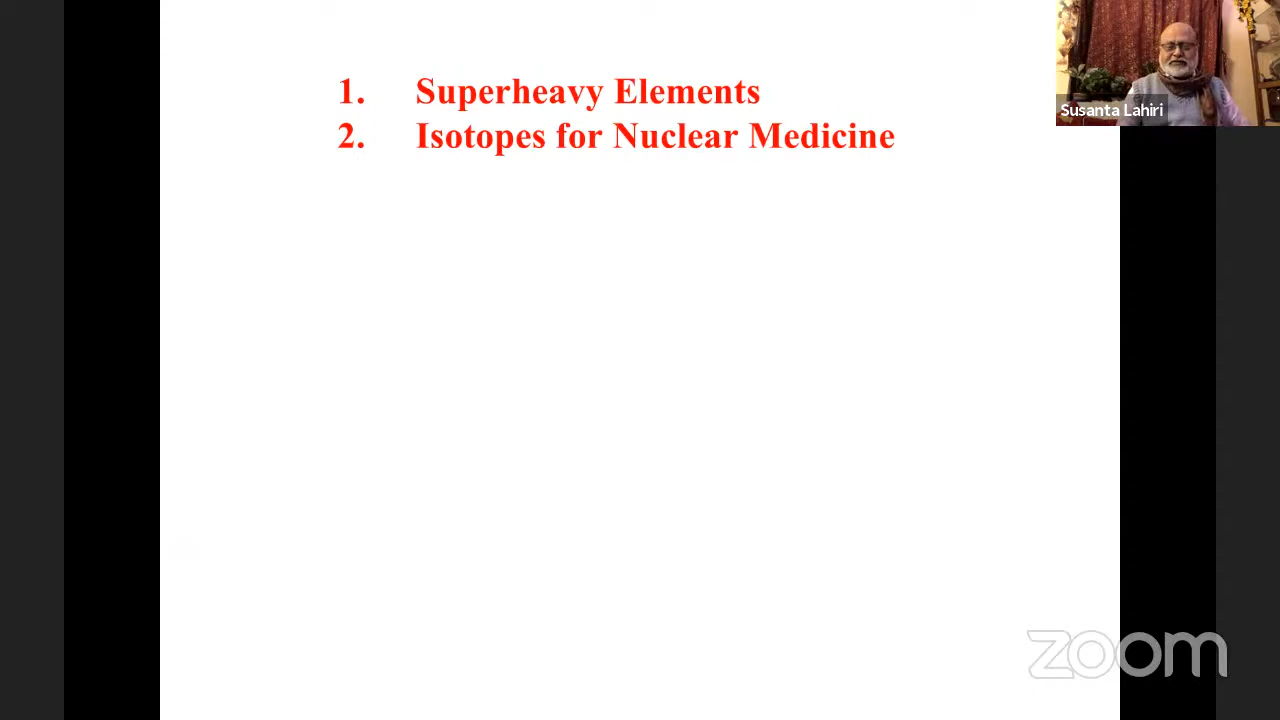 1. Superheavy Elements
2. Isotopes for Nuclear Medicine
Susanta Lahiri
zoom